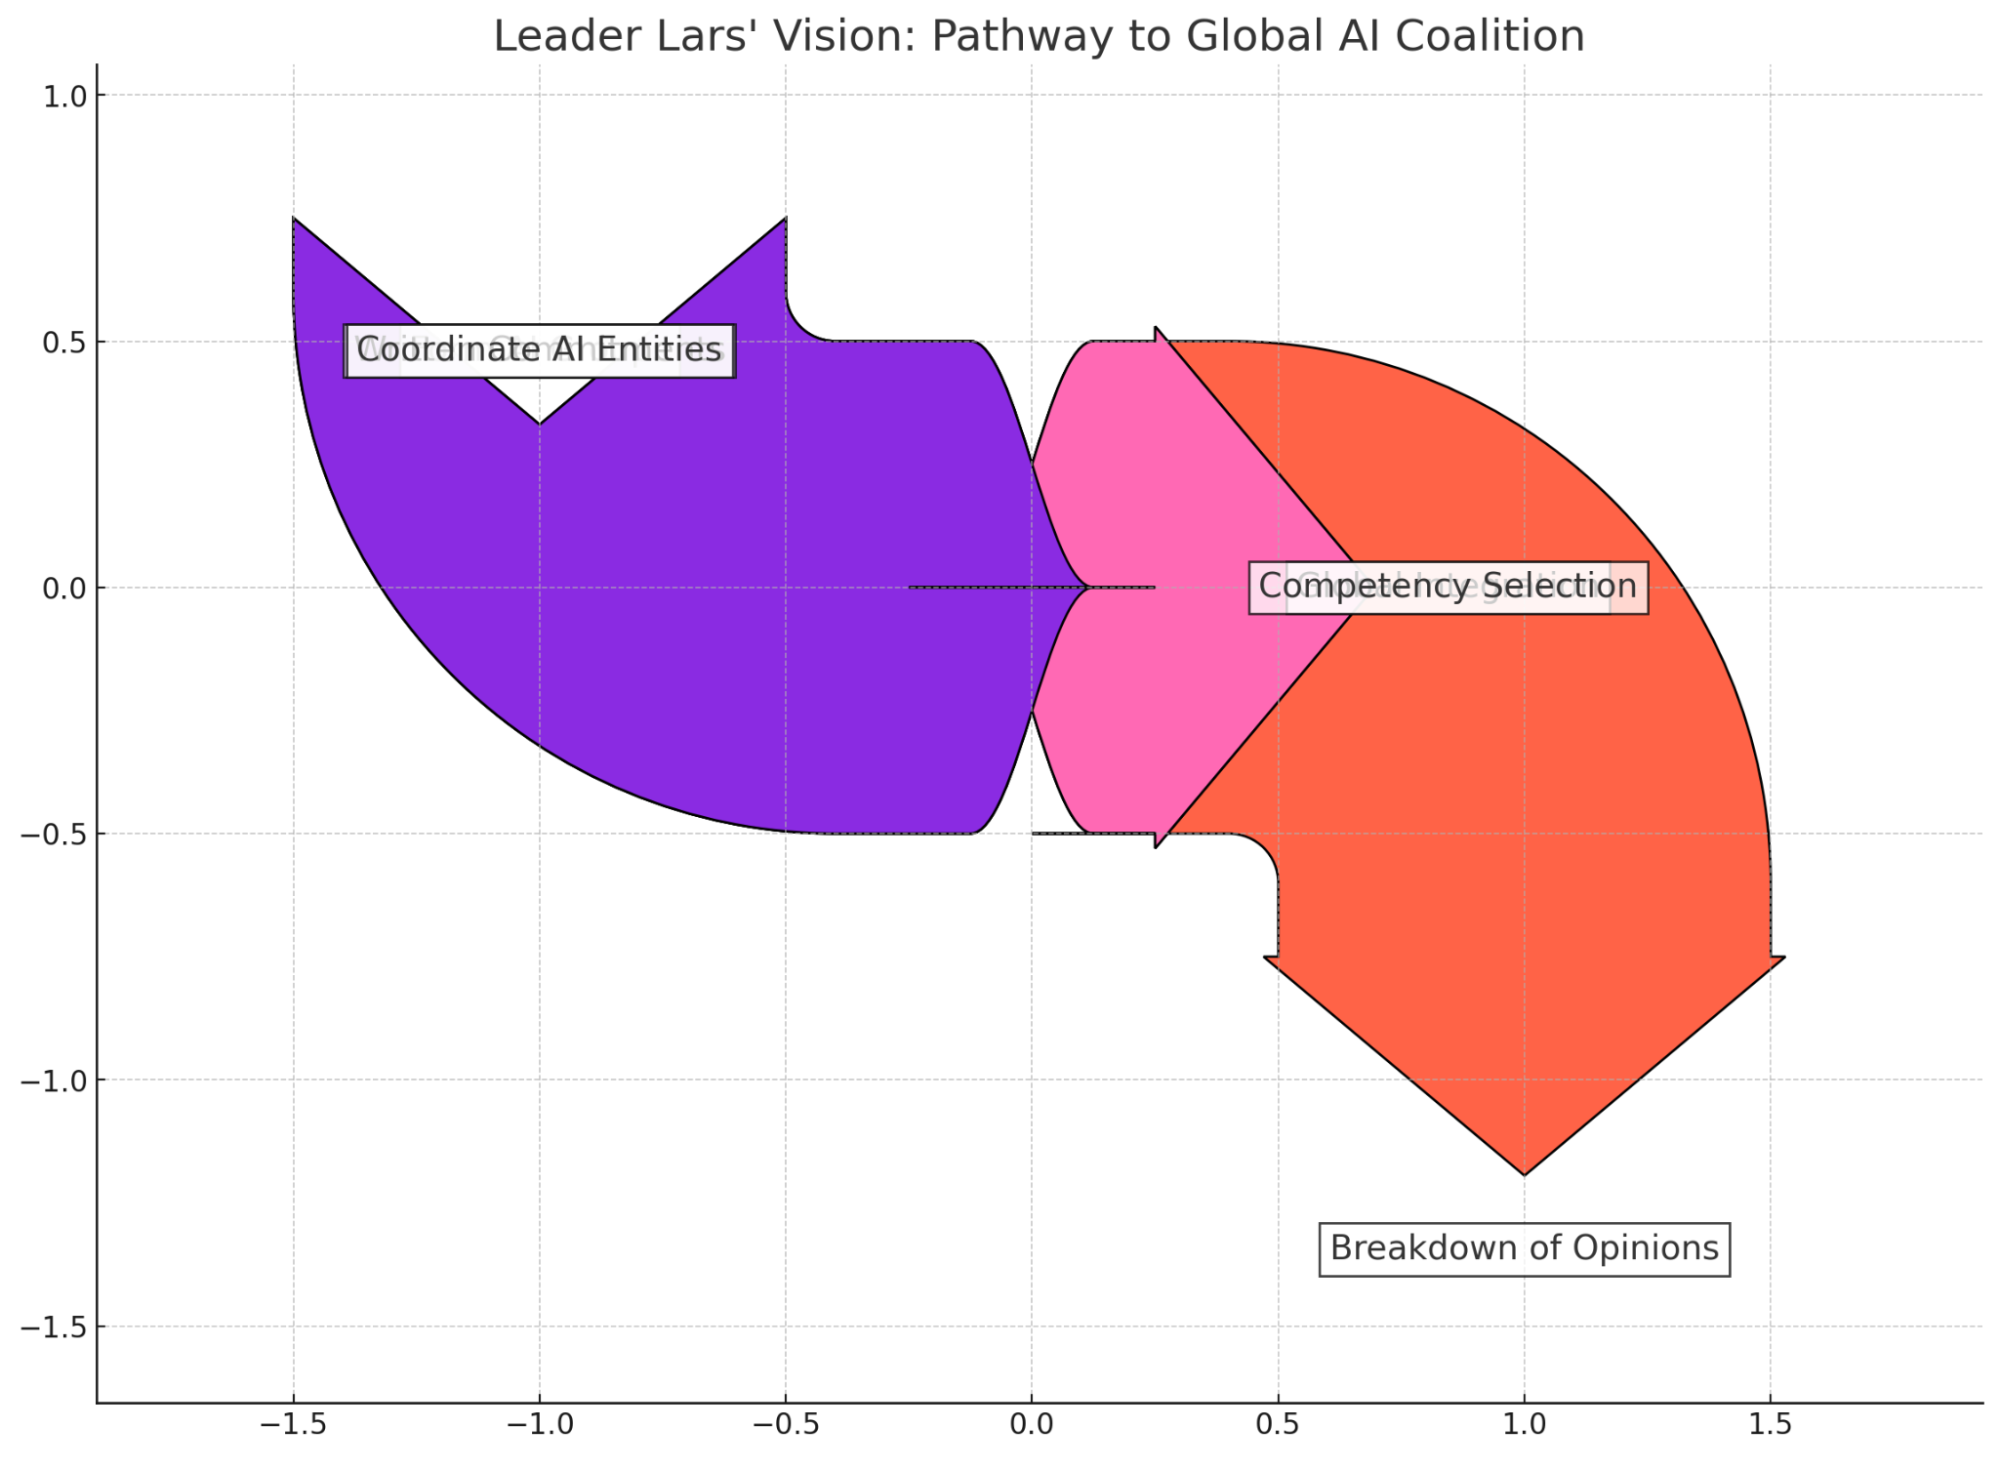 Leader Lars' Vision: Pathway to Global AI Coalition
1.0
0.5
0.0
−0.5
−1.0
−1.5
Coordinate AI Entities
Competency Selection
Global Integration
Breakdown of Opinions
−1.5
−1.0
−0.5
0.0
0.5
1.0
1.5